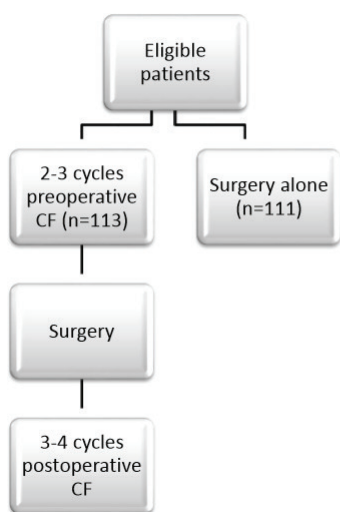 Eligible
patients
2-3 cycles
preoperative
CF (n=113)
Surgery alone
(n=111)
Surgery
3-4 cycles
postoperative
CF